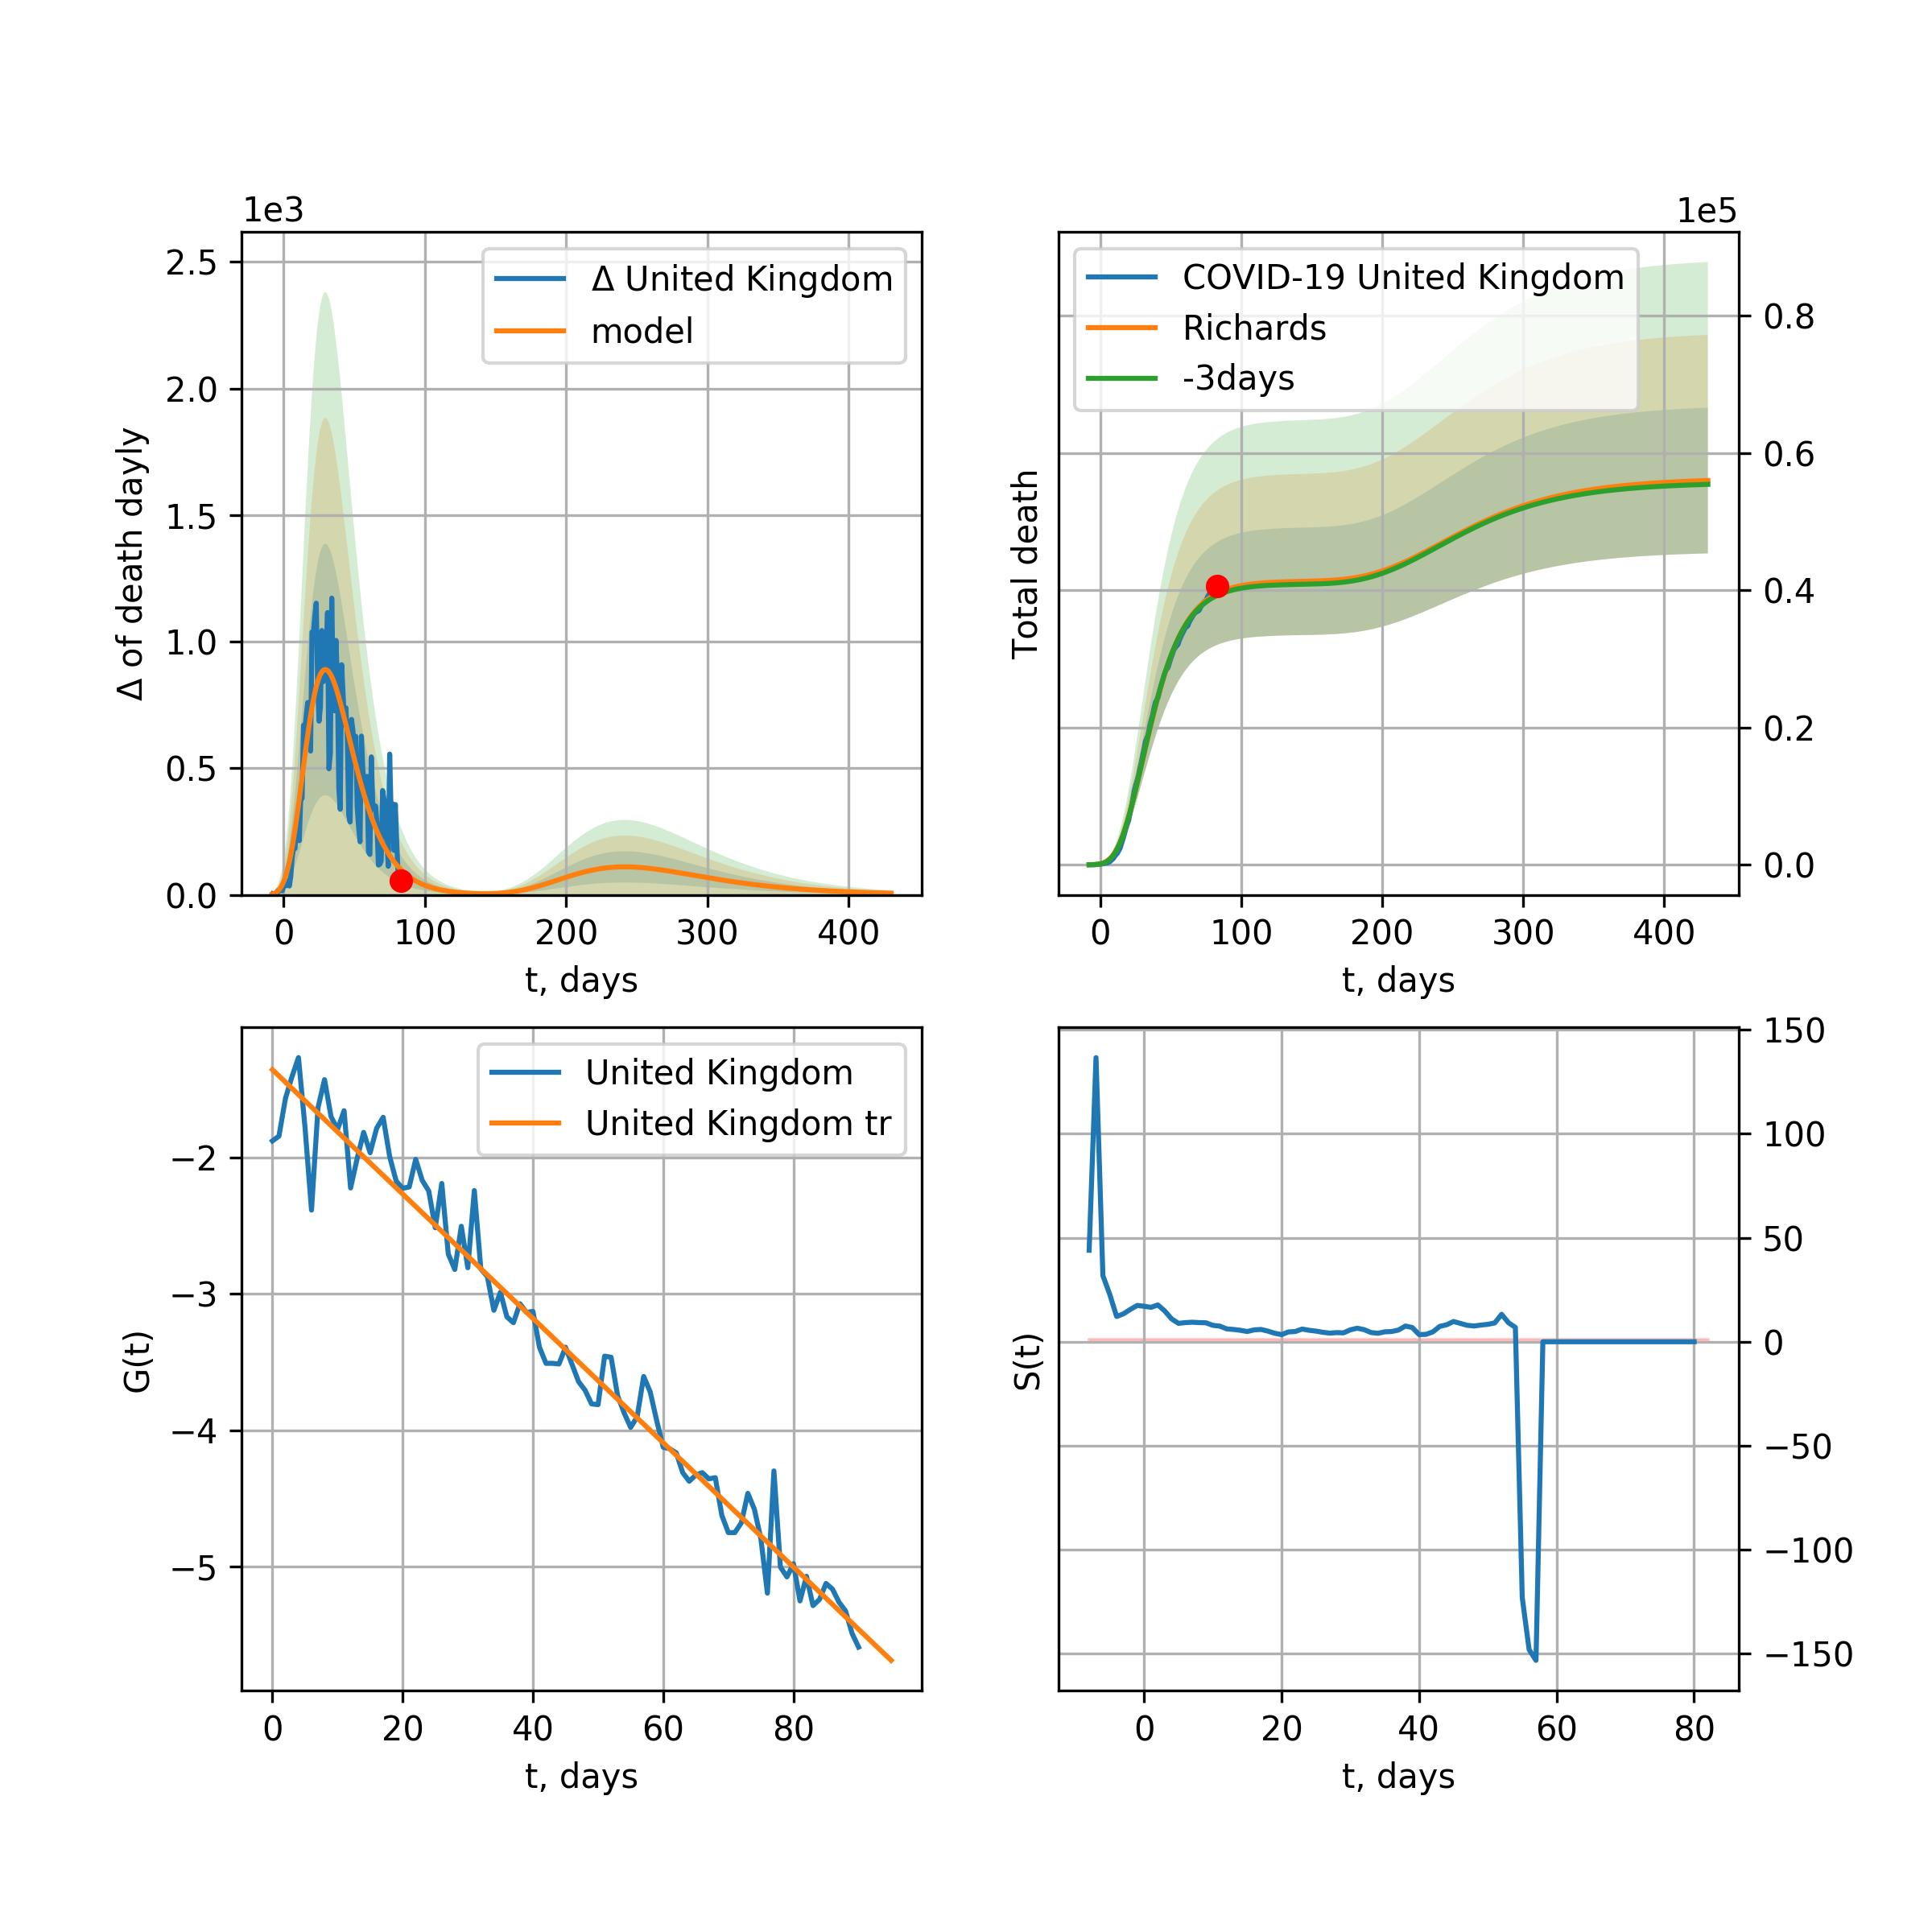 1e3
2.5
2.0
1.5
1.0
0.5
0.0
Δ of death dayly
Δ United Kingdom
model
0 100 200 300 400
t, days
1e5
0.8
0.6
0.4
0.2
0.0
Total death
COVID-19 United Kingdom
Richards
-3days
0 100 200 300 400
t, days
−2
−3
−4
−5
G(t)
United Kingdom
United Kingdom tr
0 20 40 60 80
t, days
150
100
50
0
−50
−100
−150
S(t)
0 20 40 60 80
t, days